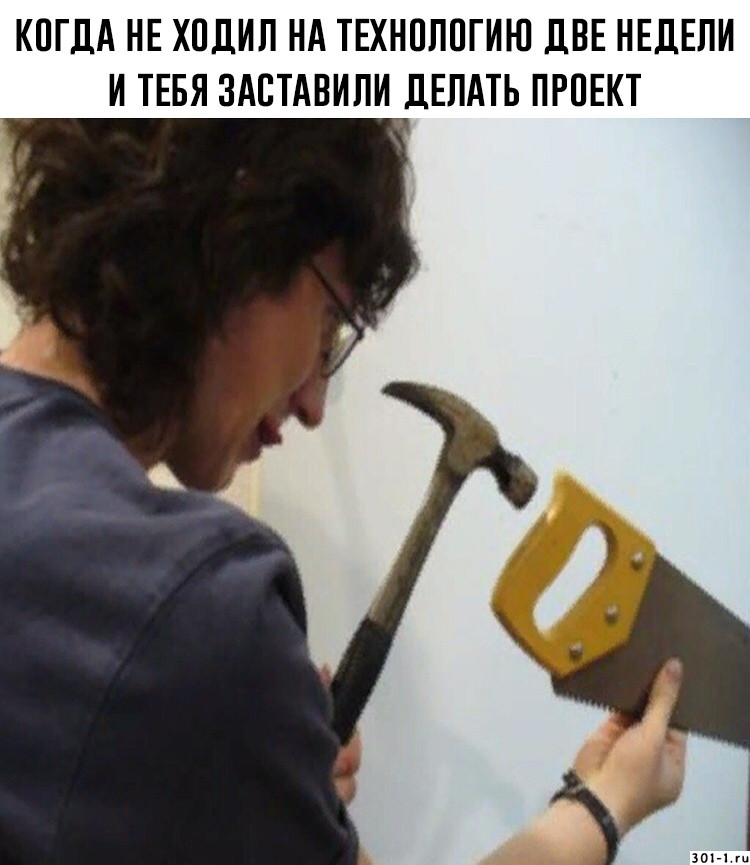 КОГДА НЕ ХОДИЛ НА ТЕХНОЛОГИЮ ДВЕ НЕДЕЛИ
И ТЕБЯ ЗАСТАВИЛИ ДЕЛАТЬ ПРОЕКТ
301-1.ru